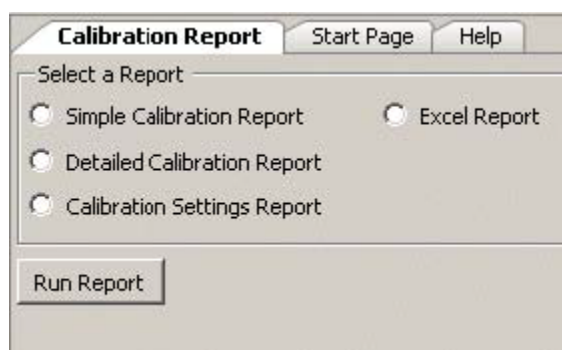 Calibration Report Start Page Help
Select a Report
Simple Calibration Report Excel Report
Detailed Calibration Report
Calibration Settings Report
Run Report